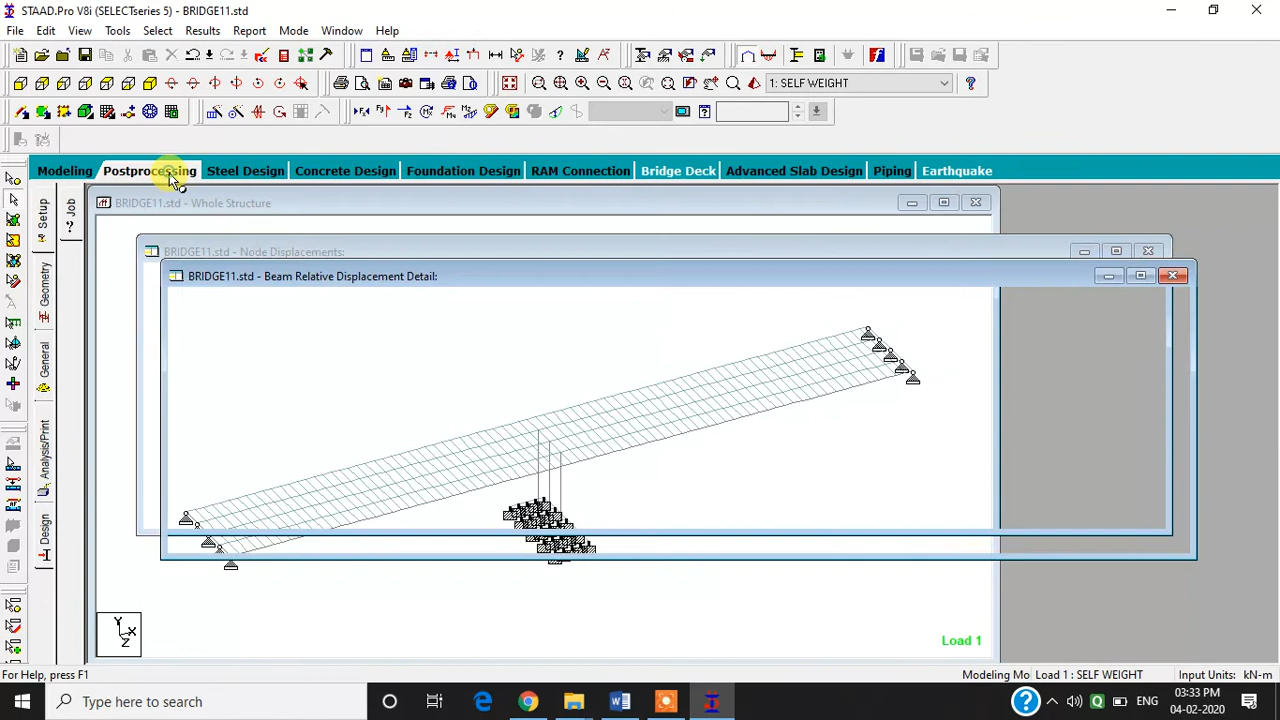 STAAD.Pro V8i (SELECTseries 5) - BRIDGE11.std
File Edit View Tools Select Results Report Mode Window Help
1: SELF WEIGHT
Modeling Postprocessing Steel Design Concrete Design Foundation Design RAM Connection Bridge Deck Advanced Slab Design Piping Earthquake
BRIDGE11.std - Whole Structure
BRIDGE11.std - Node Displacements:
BRIDGE11.std - Beam Relative Displacement Detail:
Setup
Job
Geometry
General
Analysis/Print
Design
Y
X
Z
Load 1
For Help, press F1
Modeling Mo Load 1 : SELF WEIGHT Input Units: kN-m
Type here to search
ENG
03:33 PM
04-02-2020